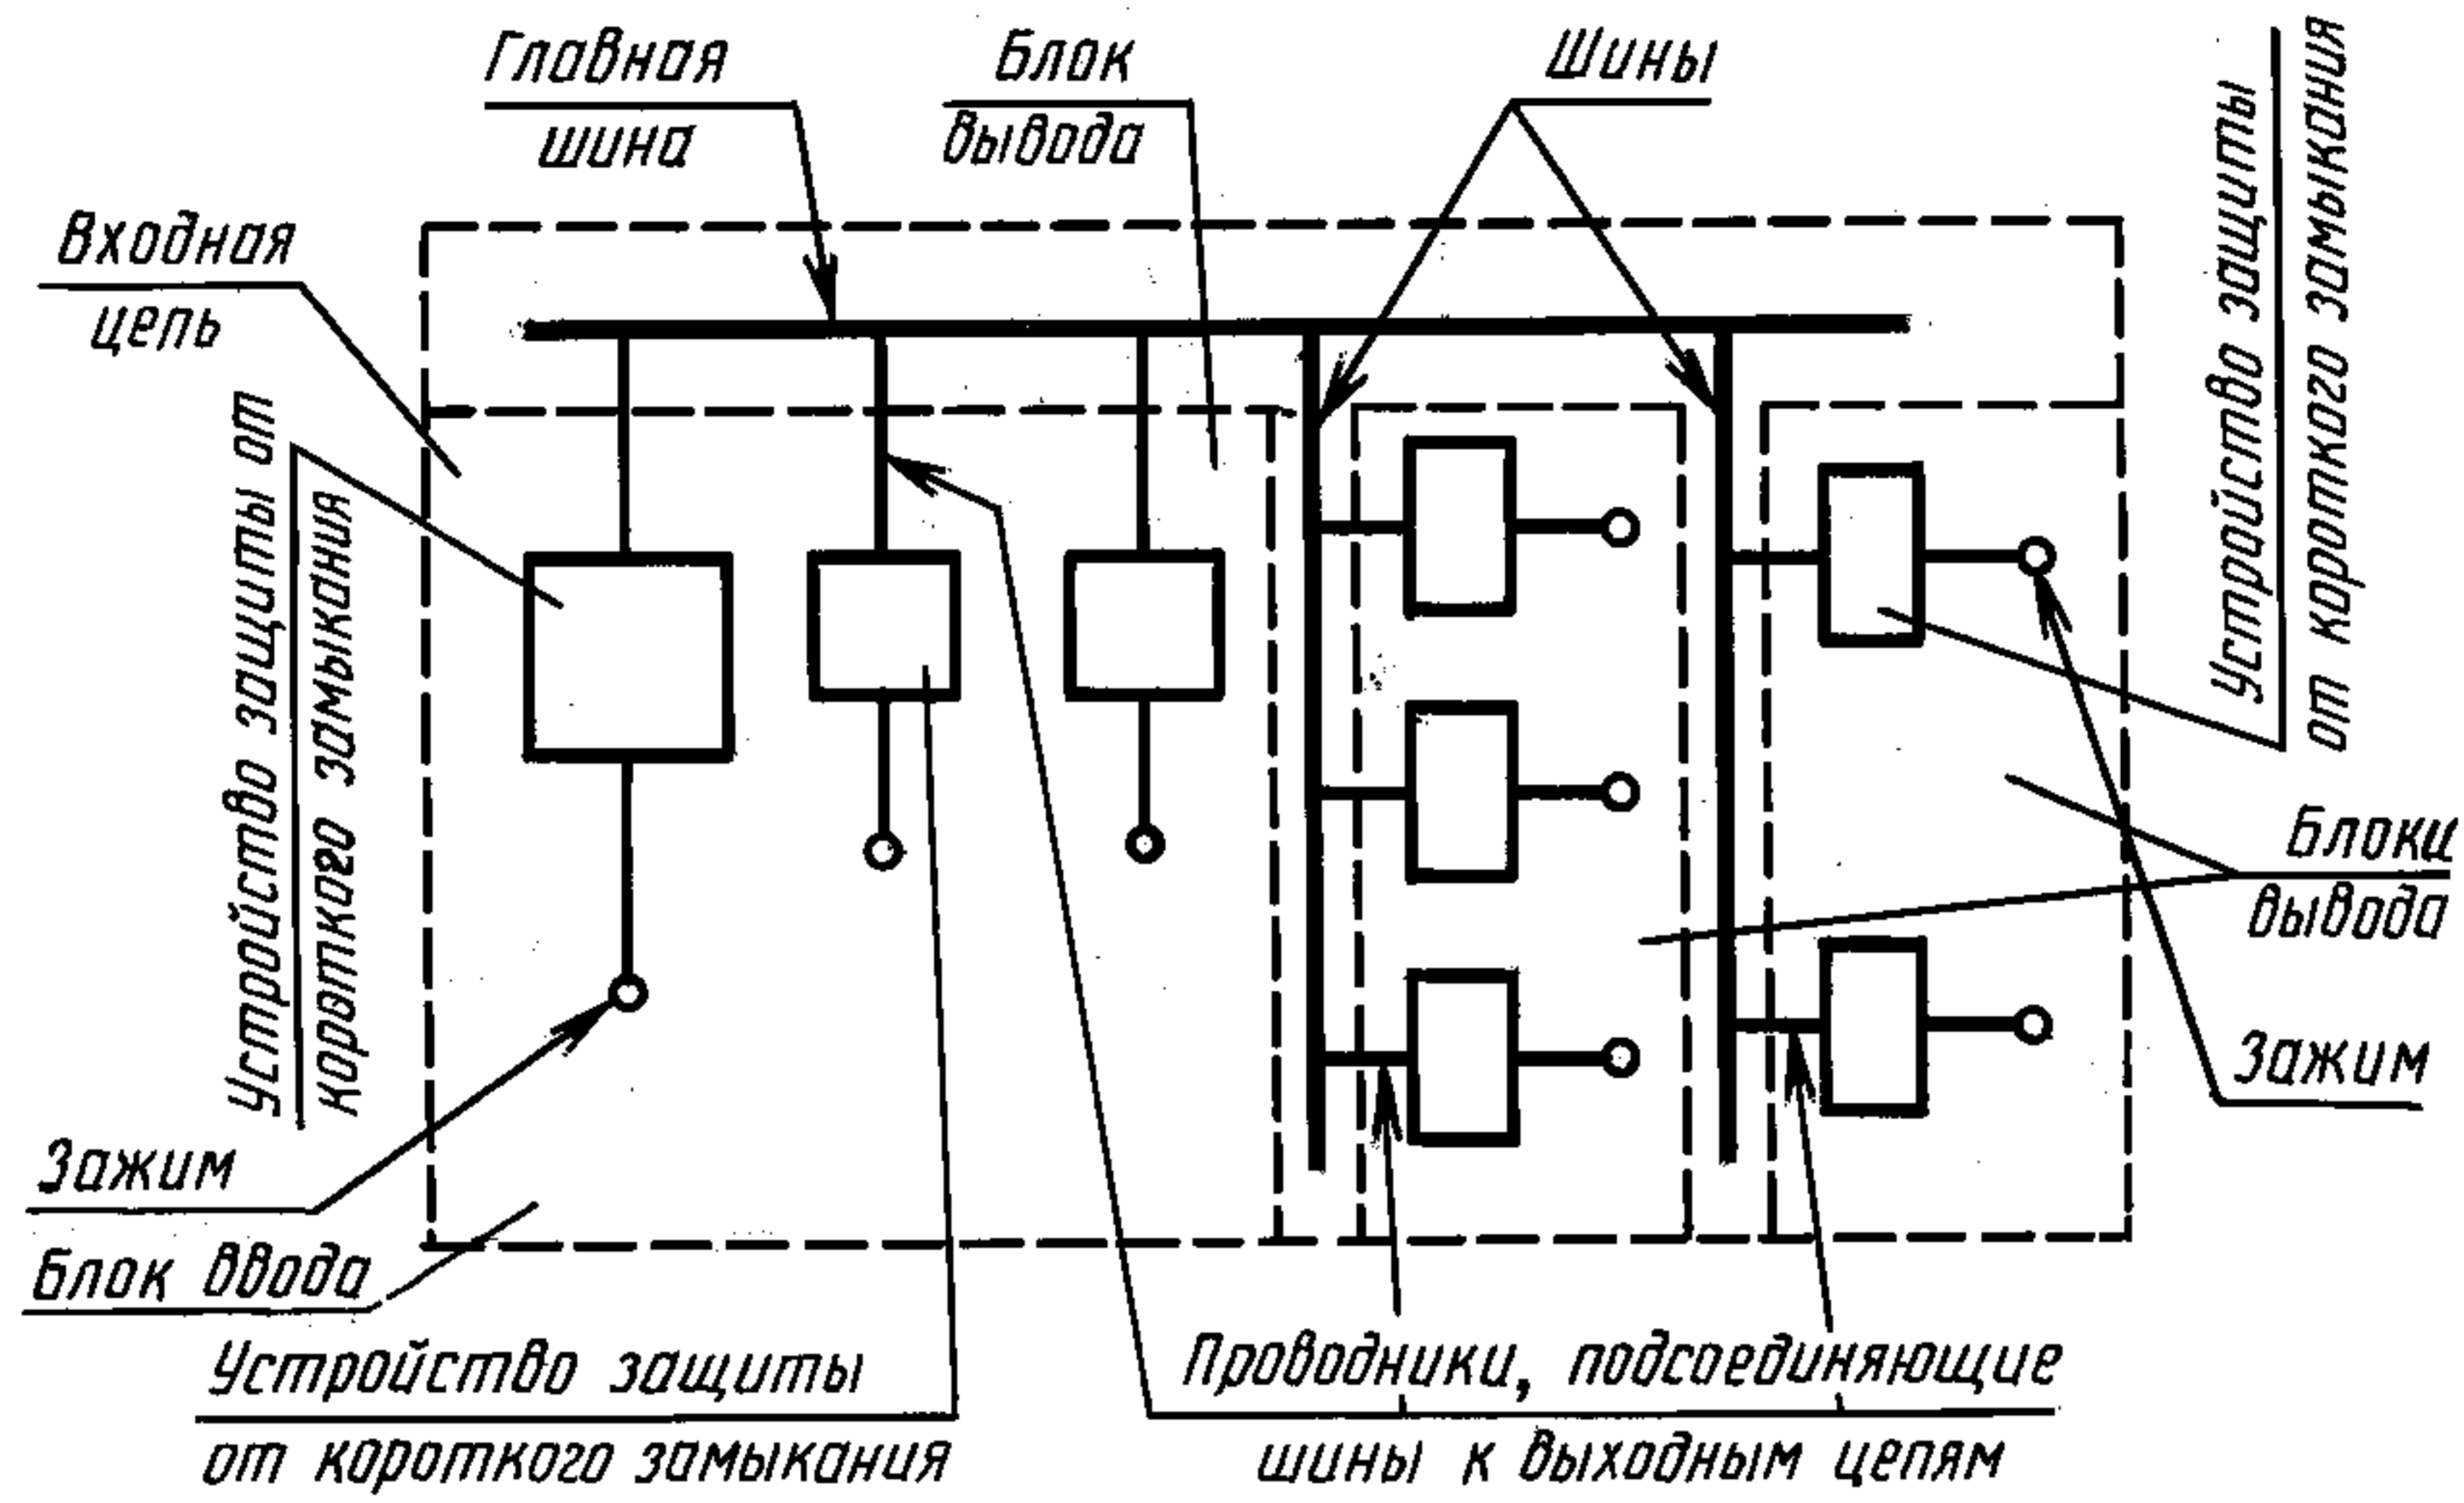 Главная
шина
Блок
вывода
Шины
Устройство защиты
от короткого замыкания
Входная
цепь
Устройство защиты от
короткого замыкания
Блоки
вывода
Зажим
Зажим
Блок ввода
Устройство защиты
от короткого замыкания
Проводники, подсоединяющие
шины к выходным цепям